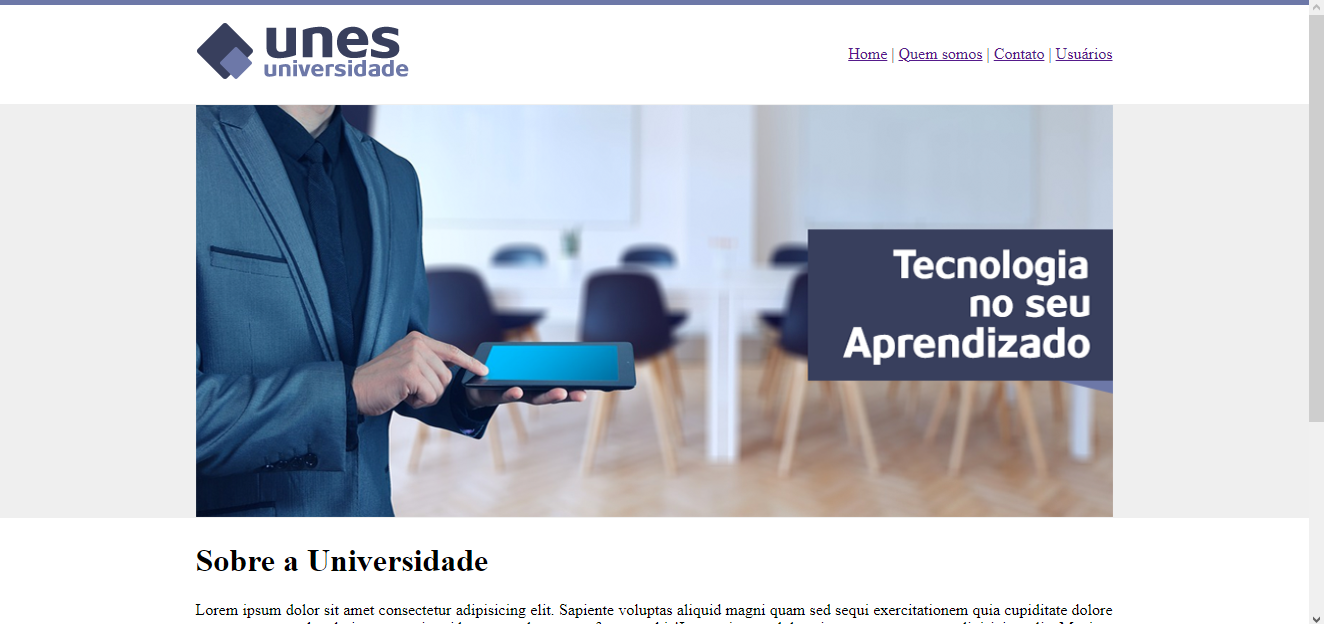 unes
universidade
Home | Quem somos | Contato | Usuários
Tecnologia
no seu
Aprendizado
Sobre a Universidade
Lorem ipsum dolor sit amet consectetur adipisicing elit. Sapiente voluptas aliquid magni quam sed sequi exercitationem quia cupiditate dolore